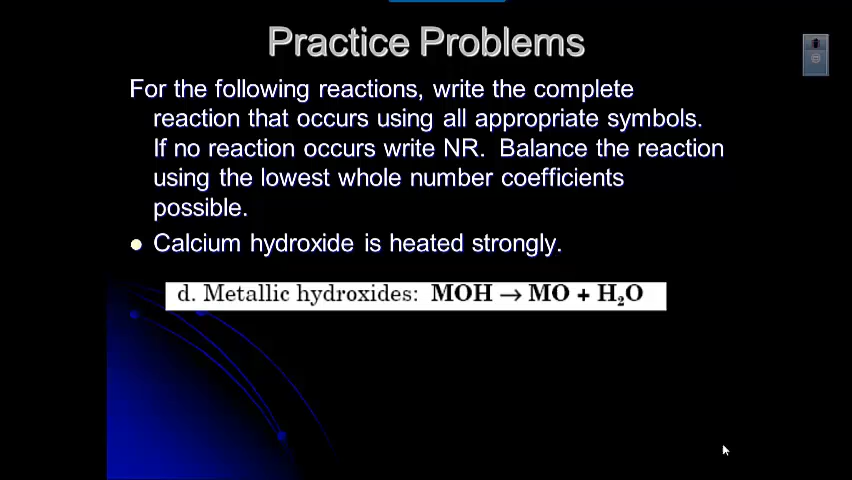 Practice Problems
For the following reactions, write the complete
reaction that occurs using all appropriate symbols.
If no reaction occurs write NR. Balance the reaction
using the lowest whole number coefficients
possible.
● Calcium hydroxide is heated strongly.
d. Metallic hydroxides: MOH → MO + H₂O